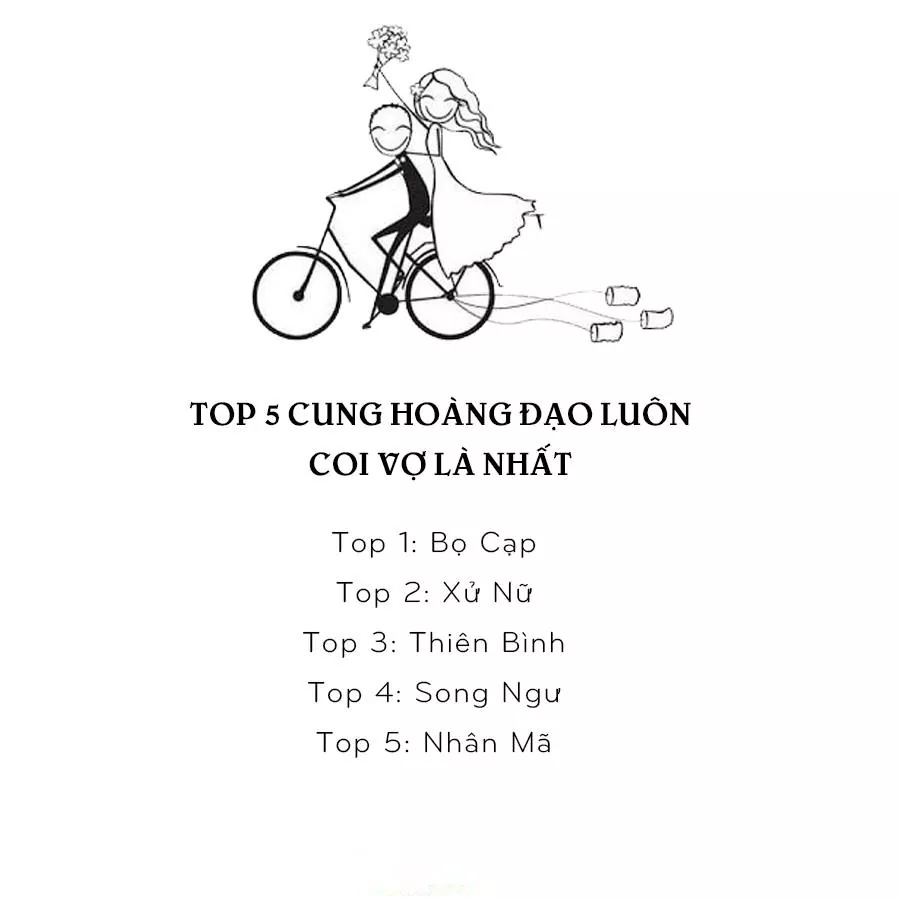 TOP 5 CUNG HOÀNG ĐẠO LUÔN
COI VỢ LÀ NHẤT
Top 1: Bọ Cạp
Top 2: Xử Nữ
Top 3: Thiên Bình
Top 4: Song Ngư
Top 5: Nhân Mã